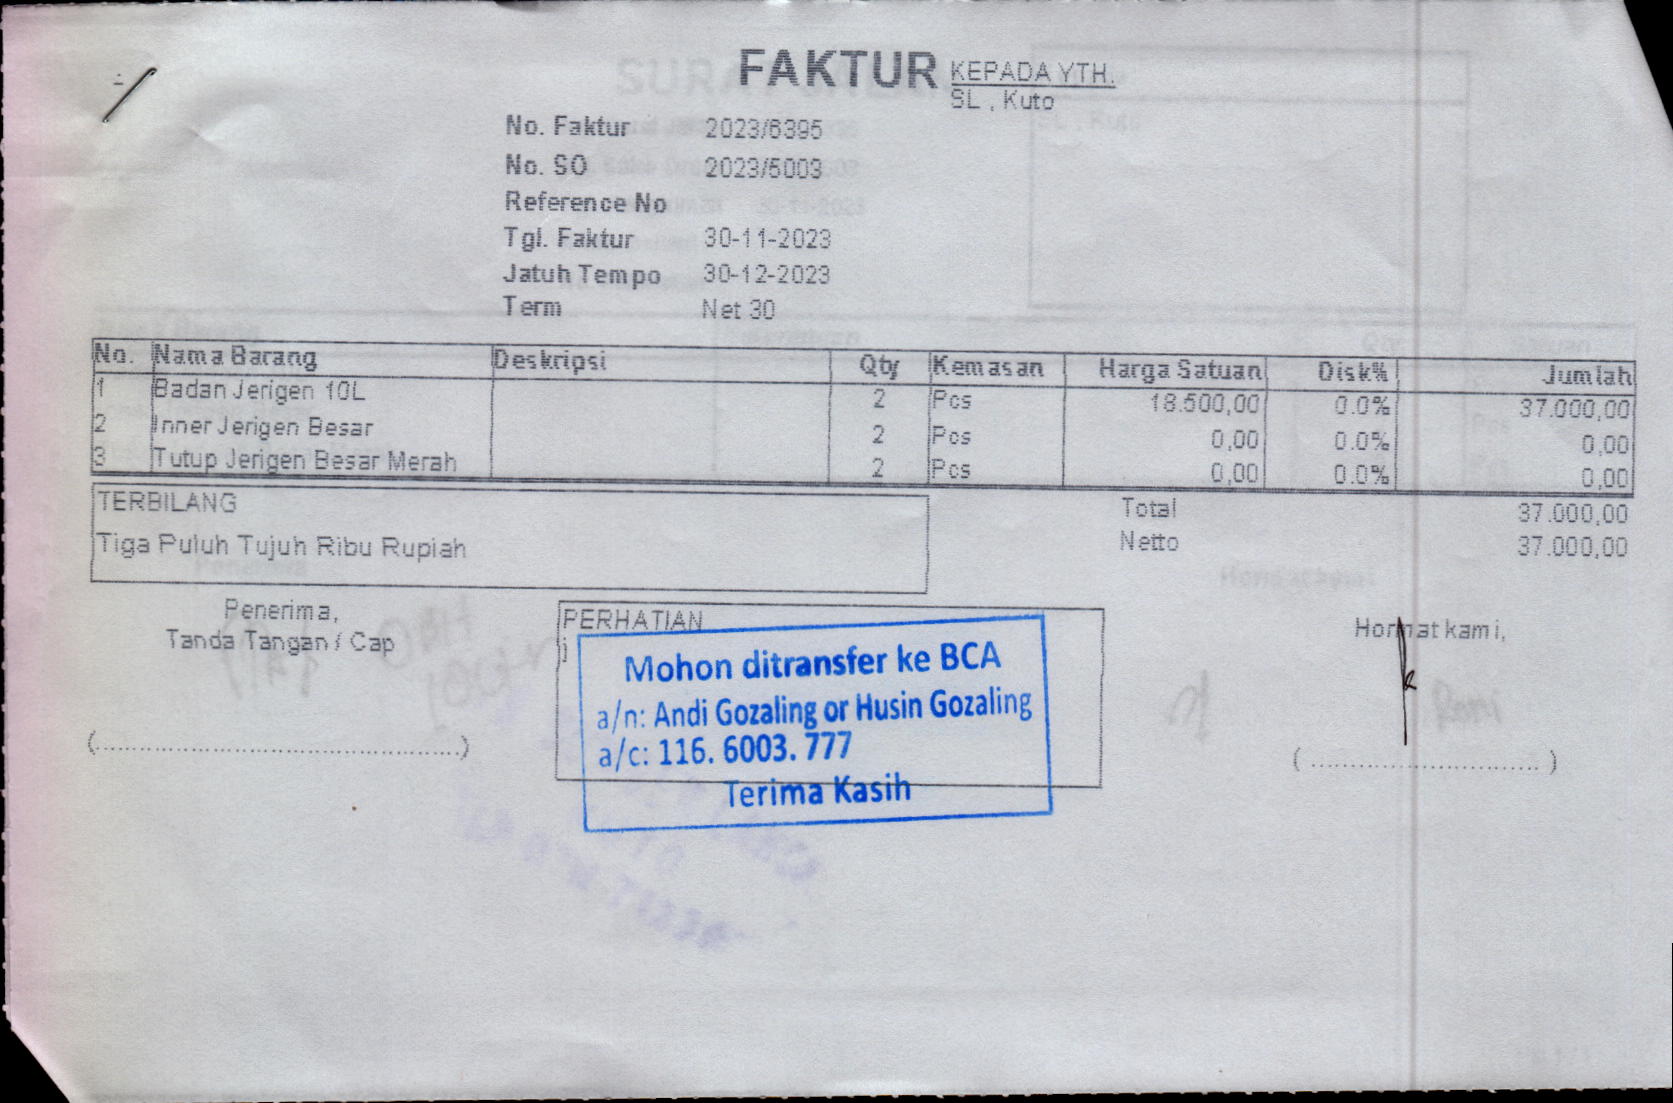 FAKTUR
KEPADA YTH.
SL , Kuto
No. Faktur 2023/6395
No. SO 2023/5003
Reference No
Tgl. Faktur 30-11-2023
Jatuh Tempo 30-12-2023
Term Net 30
No. Nama Barang Deskripsi Qty Kemasan Harga Satuan Disk% Jumlah
1 Badan Jerigen 10L 2 Pcs 18.500,00 0.0% 37.000,00
2 Inner Jerigen Besar 2 Pcs 0,00 0.0% 0,00
3 Tutup Jerigen Besar Merah 2 Pcs 0,00 0.0% 0,00
TERBILANG
Tiga Puluh Tujuh Ribu Rupiah
Total 37.000,00
Netto 37.000,00
Penerima,
Tanda Tangan / Cap
(................................................)
PERHATIAN
Mohon ditransfer ke BCA
a/n: Andi Gozaling or Husin Gozaling
a/c: 116. 6003. 777
Terima Kasih
Hormat kami,
( .............................. )